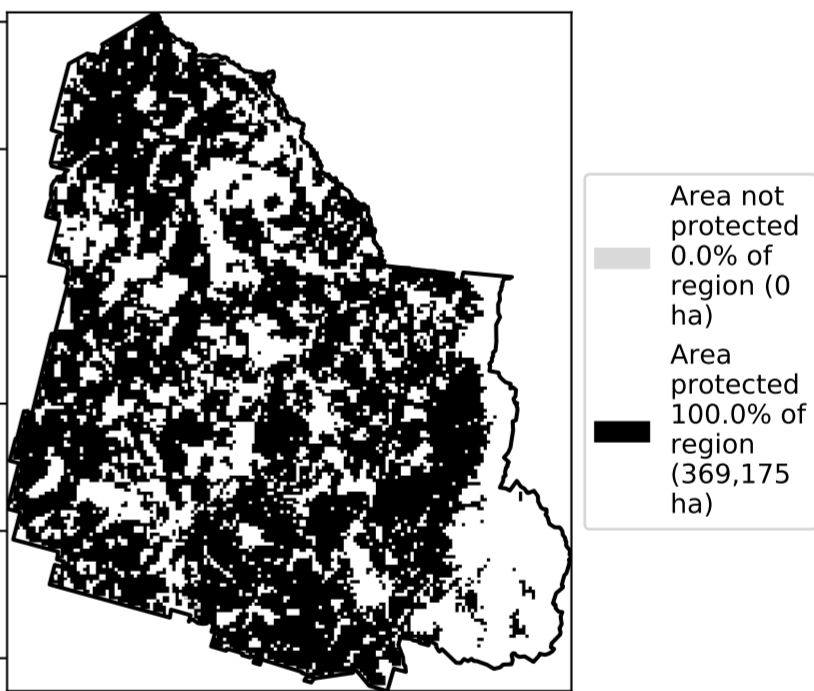 Area not
protected
0.0% of
region (0
ha)
Area
protected
100.0% of
region
(369,175
ha)